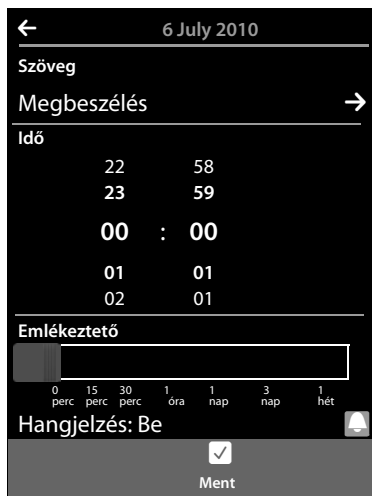 6 July 2010
Szöveg
Megbeszélés
Idő
22 58
23 59
00 : 00
01 01
02 01
Emlékeztető
0 perc 15 perc 30 perc 1 óra 1 nap 3 nap 1 hét
Hangjelzés: Be
Ment